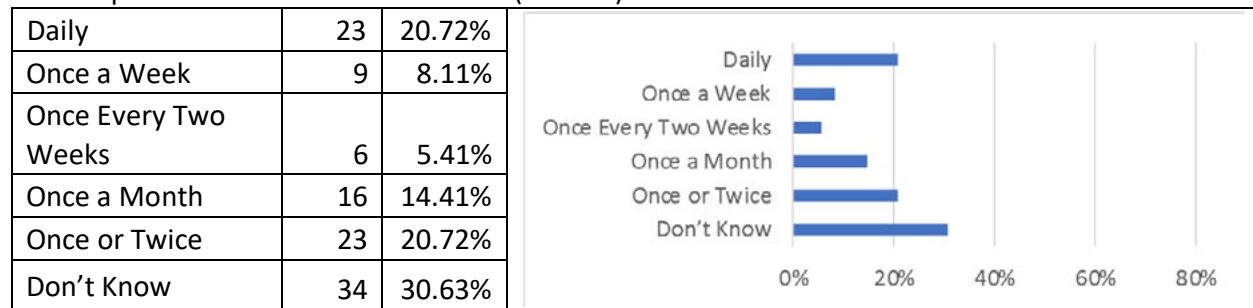 Daily 23 20.72%
Once a Week 9 8.11%
Once Every Two
Weeks 6 5.41%
Once a Month 16 14.41%
Once or Twice 23 20.72%
Don’t Know 34 30.63%
Daily
Once a Week
Once Every Two Weeks
Once a Month
Once or Twice
Don’t Know
0% 20% 40% 60% 80%